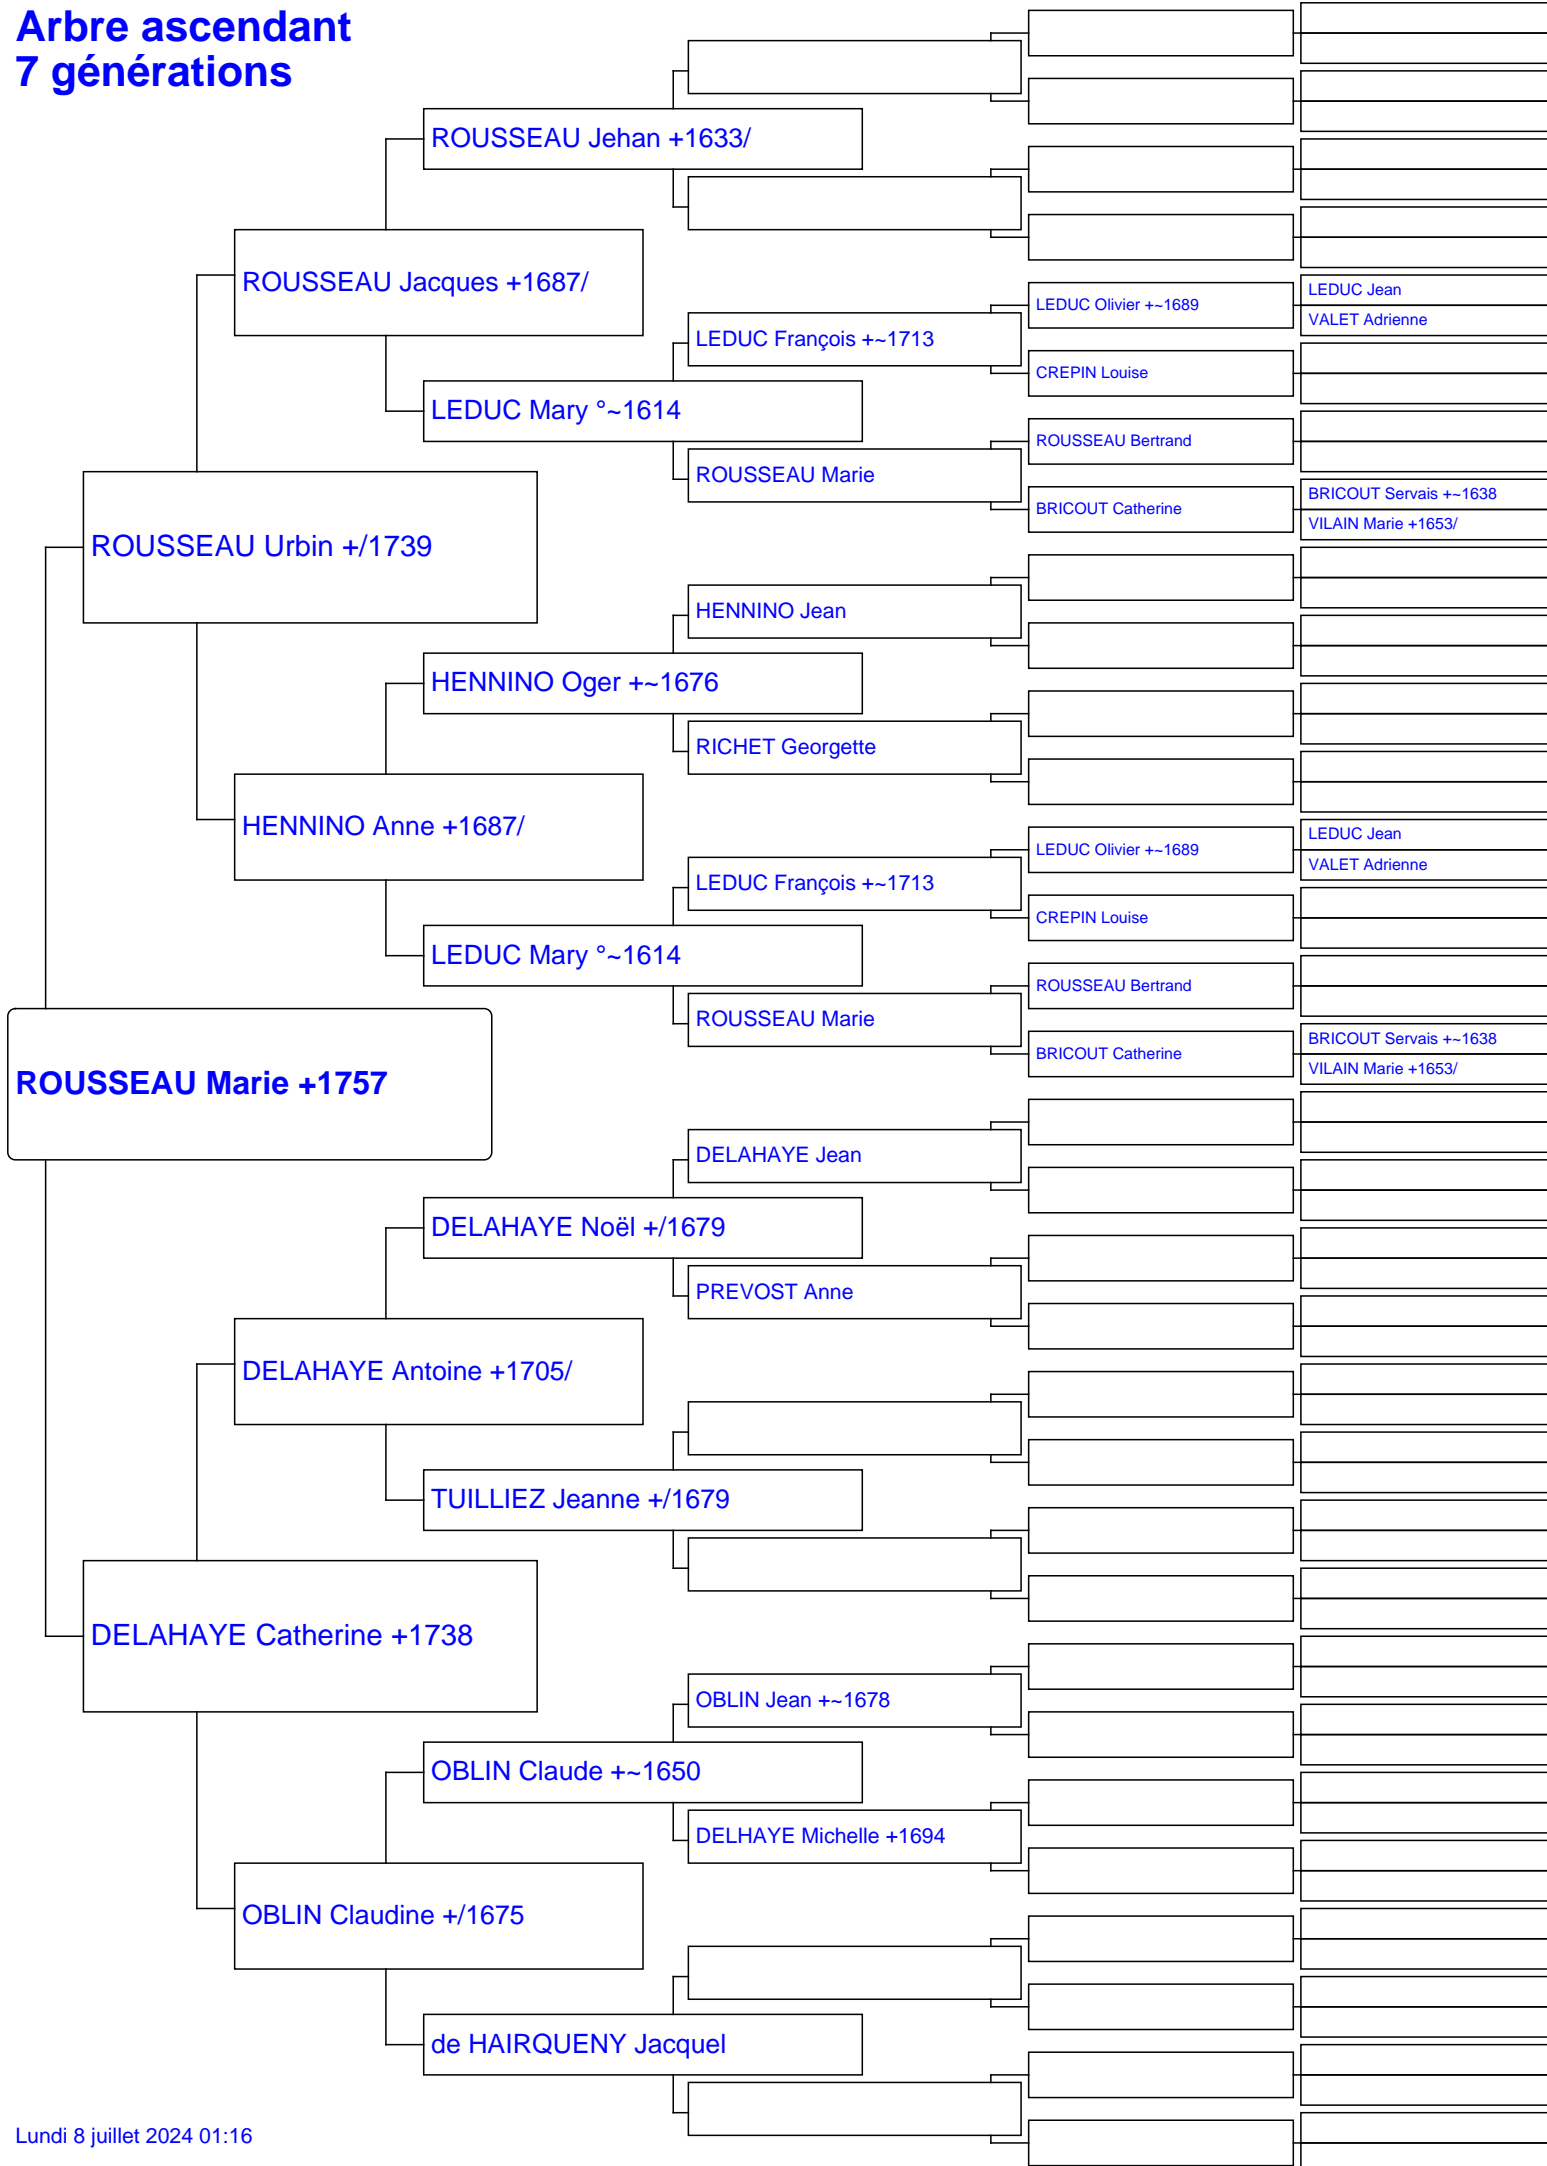 Arbre ascendant
7 générations
ROUSSEAU Jehan +1633/
ROUSSEAU Jacques +1687/
LEDUC Jean
LEDUC Olivier +~1689
VALET Adrienne
LEDUC François +~1713
CREPIN Louise
LEDUC Mary °~1614
ROUSSEAU Bertrand
ROUSSEAU Marie
BRICOUT Servais +~1638
BRICOUT Catherine
VILAIN Marie +1653/
ROUSSEAU Urbin +/1739
HENNINO Jean
HENNINO Oger +~1676
RICHET Georgette
HENNINO Anne +1687/
LEDUC Jean
LEDUC Olivier +~1689
VALET Adrienne
LEDUC François +~1713
CREPIN Louise
LEDUC Mary °~1614
ROUSSEAU Bertrand
ROUSSEAU Marie
BRICOUT Servais +~1638
BRICOUT Catherine
VILAIN Marie +1653/
ROUSSEAU Marie +1757
DELAHAYE Jean
DELAHAYE Noël +/1679
PREVOST Anne
DELAHAYE Antoine +1705/
TUILLIEZ Jeanne +/1679
DELAHAYE Catherine +1738
OBLIN Jean +~1678
OBLIN Claude +~1650
DELHAYE Michelle +1694
OBLIN Claudine +/1675
de HAIRQUENY Jacquel
Lundi 8 juillet 2024 01:16